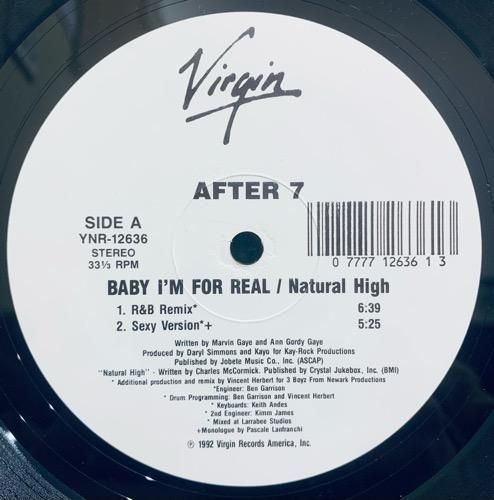 Virgin
AFTER 7
SIDE A
YNR-12636
STEREO
33⅓ RPM
0 7777 12636 1 3
BABY I'M FOR REAL / Natural High
1. R&B Remix* 6:39
2. Sexy Version*+ 5:25
Written by Marvin Gaye and Ann Gordy Gaye
Produced by Daryl Simmons and Kayo for Kay-Rock Productions
Published by Jobete Music Co., Inc. (ASCAP)
"Natural High" - Written by Charles McCormick. Published by Crystal Jukebox, Inc. (BMI)
* Additional production and remix by Vincent Herbert for 3 Boyz From Newark Productions
*Engineer: Ben Garrison
* Drum Programming: Ben Garrison and Vincent Herbert
* Keyboards: Keith Andes
* 2nd Engineer: Kimm James
* Mixed at Larrabee Studios
+Monologue by Pascale Lanfranchi
℗ 1992 Virgin Records America, Inc.